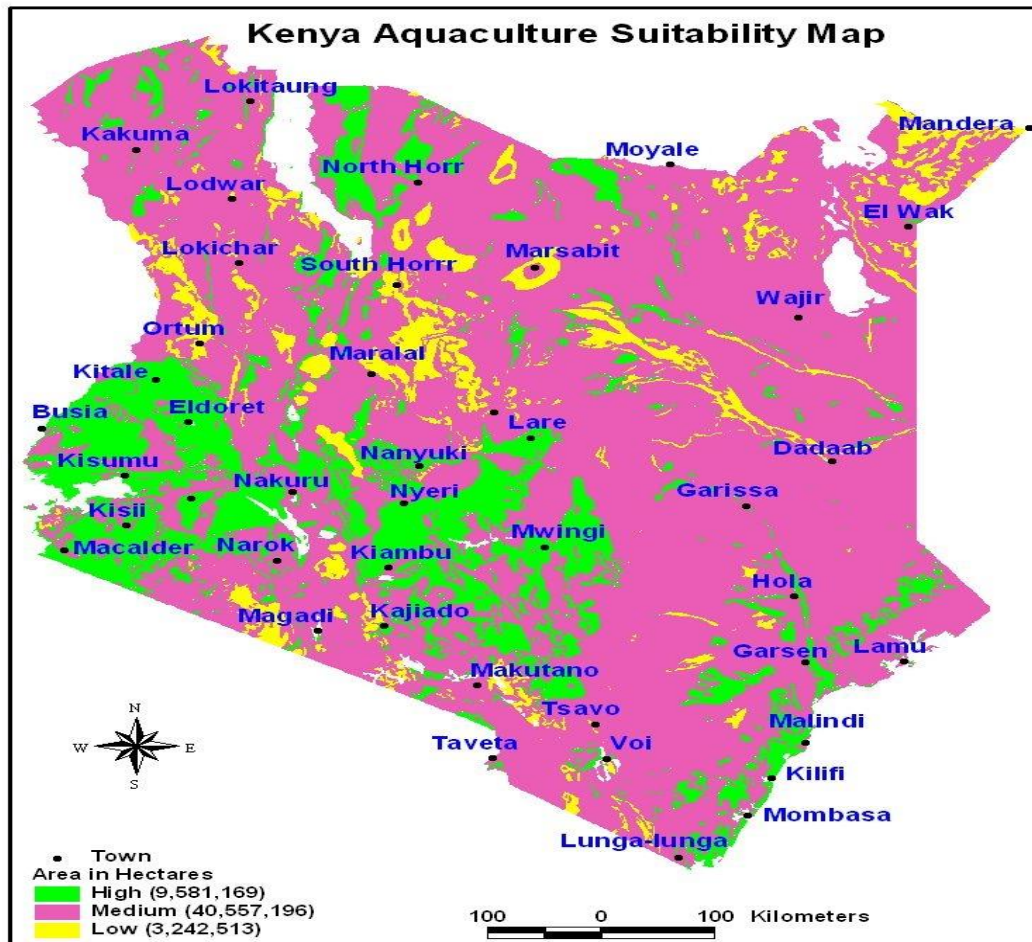 Kenya Aquaculture Suitability Map
Lokitaung
Kakuma
Mandera
Moyale
North Horr
Lodwar
El Wak
Lokichar
Marsabit
South Horrr
Wajir
Ortum
Maralal
Kitale
Busia
Eldoret
Lare
Kisumu
Nanyuki
Dadaab
Nakuru
Nyeri
Garissa
Kisii
Mwingi
Macalder
Narok
Kiambu
Hola
Magadi
Kajiado
Garsen
Lamu
Makutano
Tsavo
Malindi
N
W E
S
Taveta
Voi
Kilifi
Mombasa
Lunga-lunga
Town
Area in Hectares
High (9,581,169)
Medium (40,557,196)
Low (3,242,513)
100 0 100 Kilometers